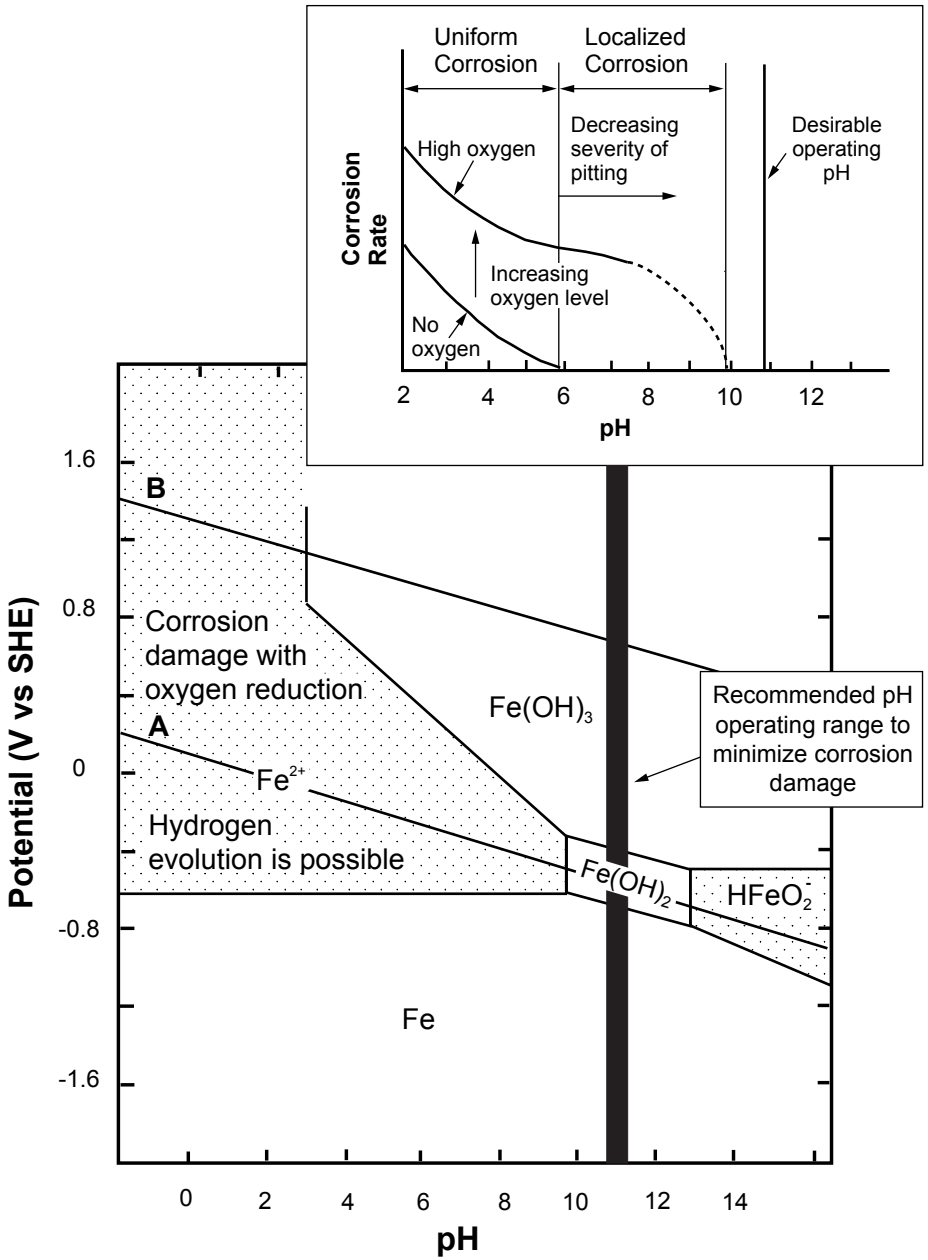 Uniform
Corrosion
Localized
Corrosion
High oxygen
Decreasing
severity of
pitting
Desirable
operating
pH
Corrosion
Rate
Increasing
oxygen level
No
oxygen
2 4 6 8 10 12
pH
1.6
0.8
0
-0.8
-1.6
Potential (V vs SHE)
B
Corrosion
damage with
oxygen reduction
A
Fe²⁺
Hydrogen
evolution is possible
Fe(OH)₃
Recommended pH
operating range to
minimize corrosion
damage
Fe(OH)₂
HFeO₂⁻
Fe
0 2 4 6 8 10 12 14
pH